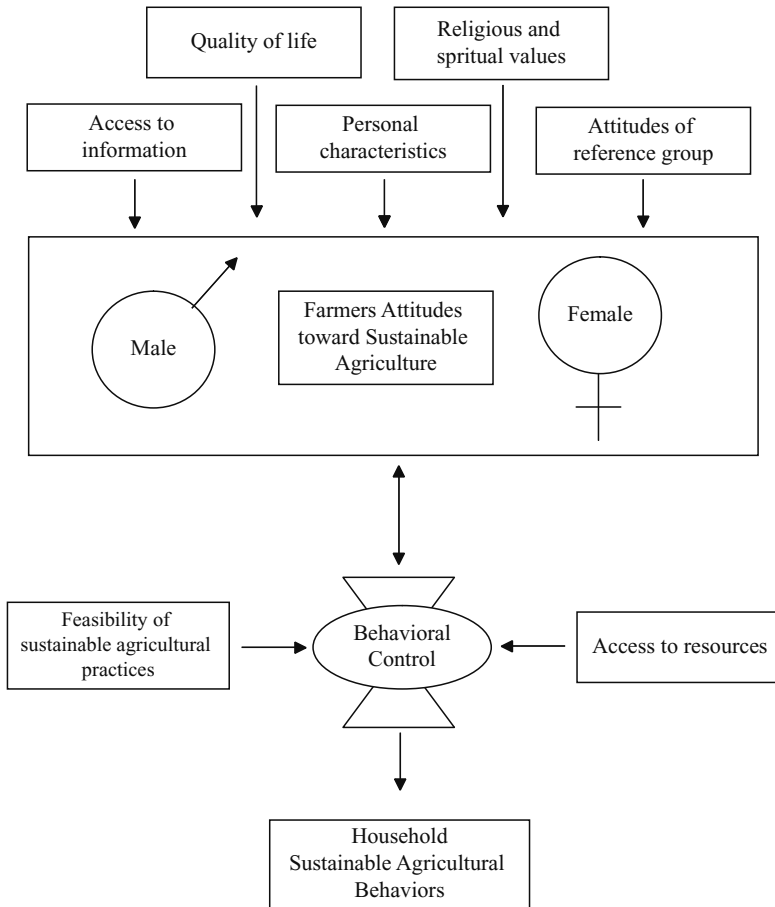 Quality of life
Religious and
spritual values
Access to
information
Personal
characteristics
Attitudes of
reference group
Male
Farmers Attitudes
toward Sustainable
Agriculture
Female
Feasibility of
sustainable agricultural
practices
Behavioral
Control
Access to resources
Household
Sustainable Agricultural
Behaviors